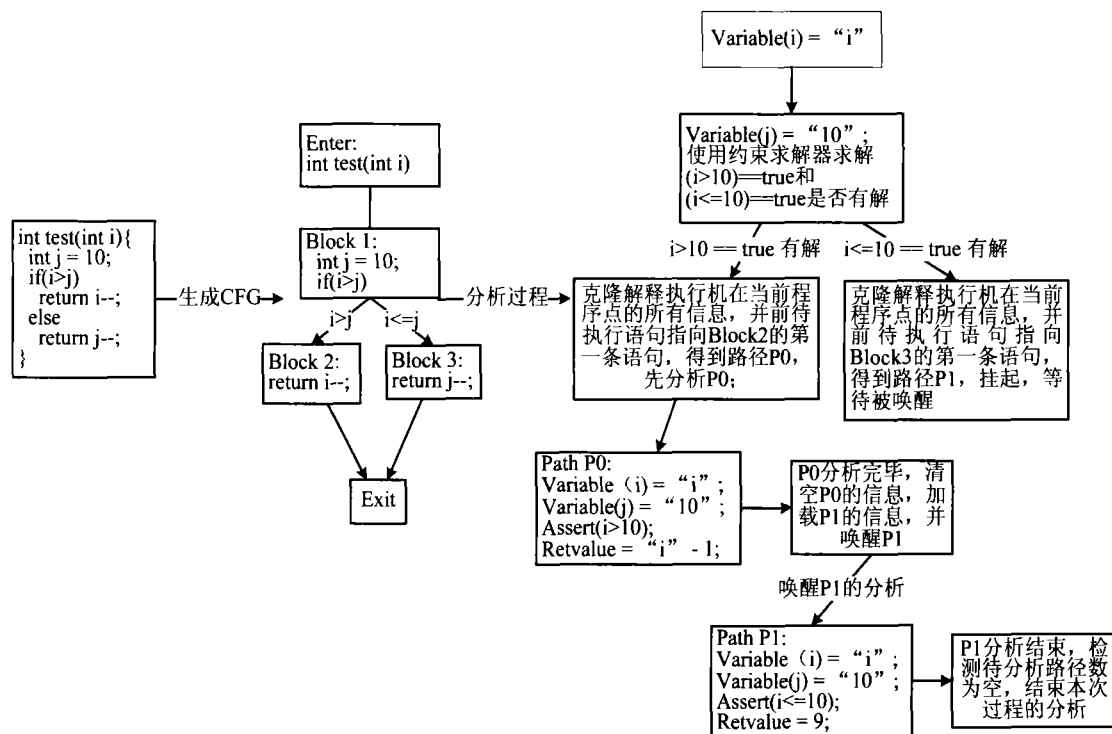 int test(int i){
int j = 10;
if(i>j)
return i--;
else
return j--;
}
生成CFG
Enter:
int test(int i)
Block 1:
int j = 10;
if(i>j)
i>j
i<=j
Block 2:
return i--;
Block 3:
return j--;
Exit
分析过程
Variable(i) = “i”
Variable(j) = “10”;
使用约束求解器求解
(i>10)==true和
(i<=10)==true是否有解
i>10 == true 有解
i<=10 == true 有解
克隆解释执行机在当前程
序点的所有信息，并前待
执行语句指向Block2的第
一条语句，得到路径P0，
先分析P0;
克隆解释执行机在当前
程序点的所有信息，并
前待执行语句指向
Block3的第一条语句，
得到路径P1，挂起，等
待被唤醒
Path P0:
Variable（i) = “i”;
Variable(j) = “10”;
Assert(i>10);
Retvalue = “i” - 1;
P0分析完毕，清
空P0的信息，加
载P1的信息，并
唤醒P1
唤醒P1的分析
Path P1:
Variable（i) = “i”;
Variable(j) = “10”;
Assert(i<=10);
Retvalue = 9;
P1分析结束，检
测待分析路径数
为空，结束本次
过程的分析